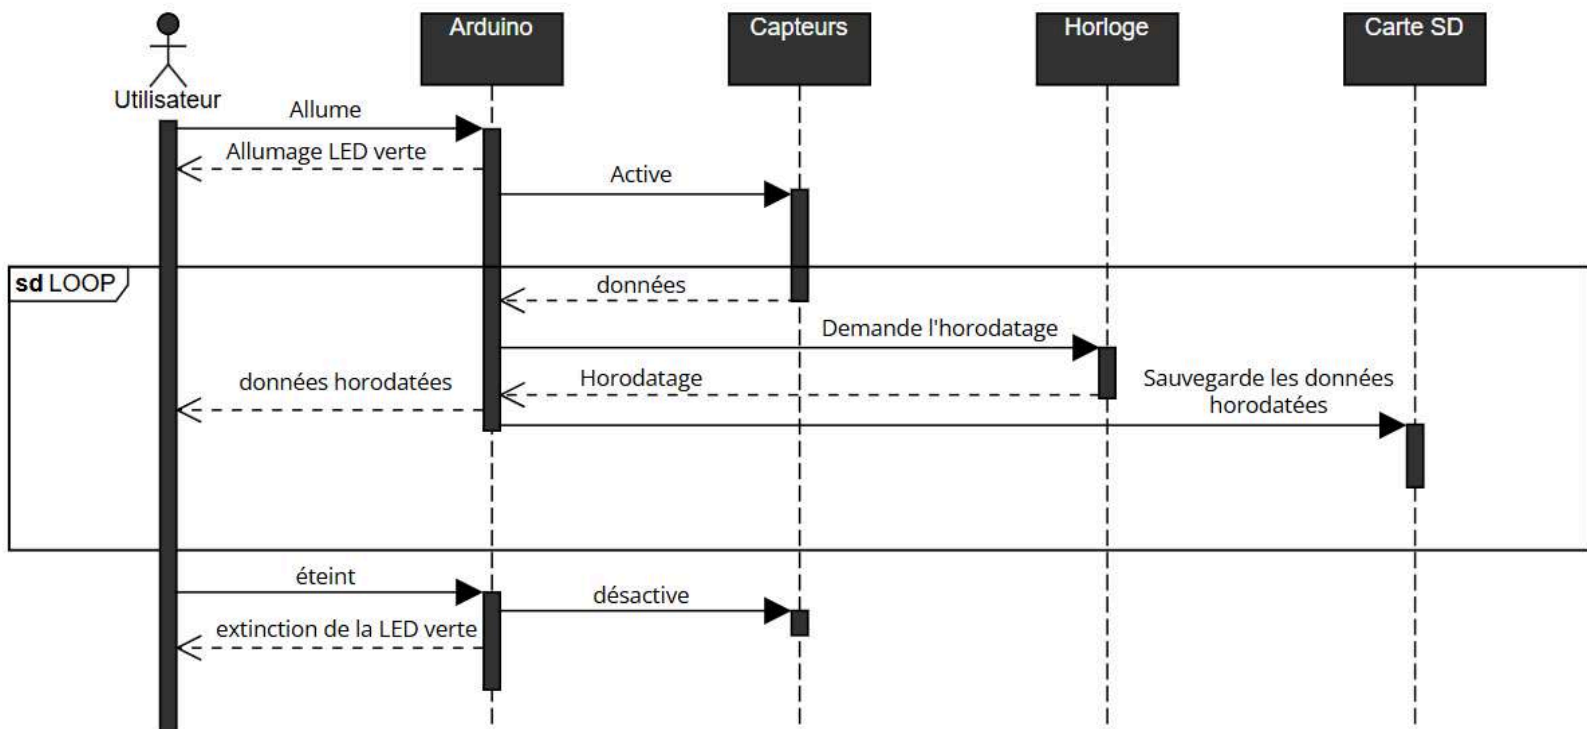 Arduino
Capteurs
Horloge
Carte SD
Utilisateur
Allume
Allumage LED verte
Active
sd LOOP
données
Demande l'horodatage
données horodatées
Horodatage
Sauvegarde les données
horodatées
éteint
désactive
extinction de la LED verte